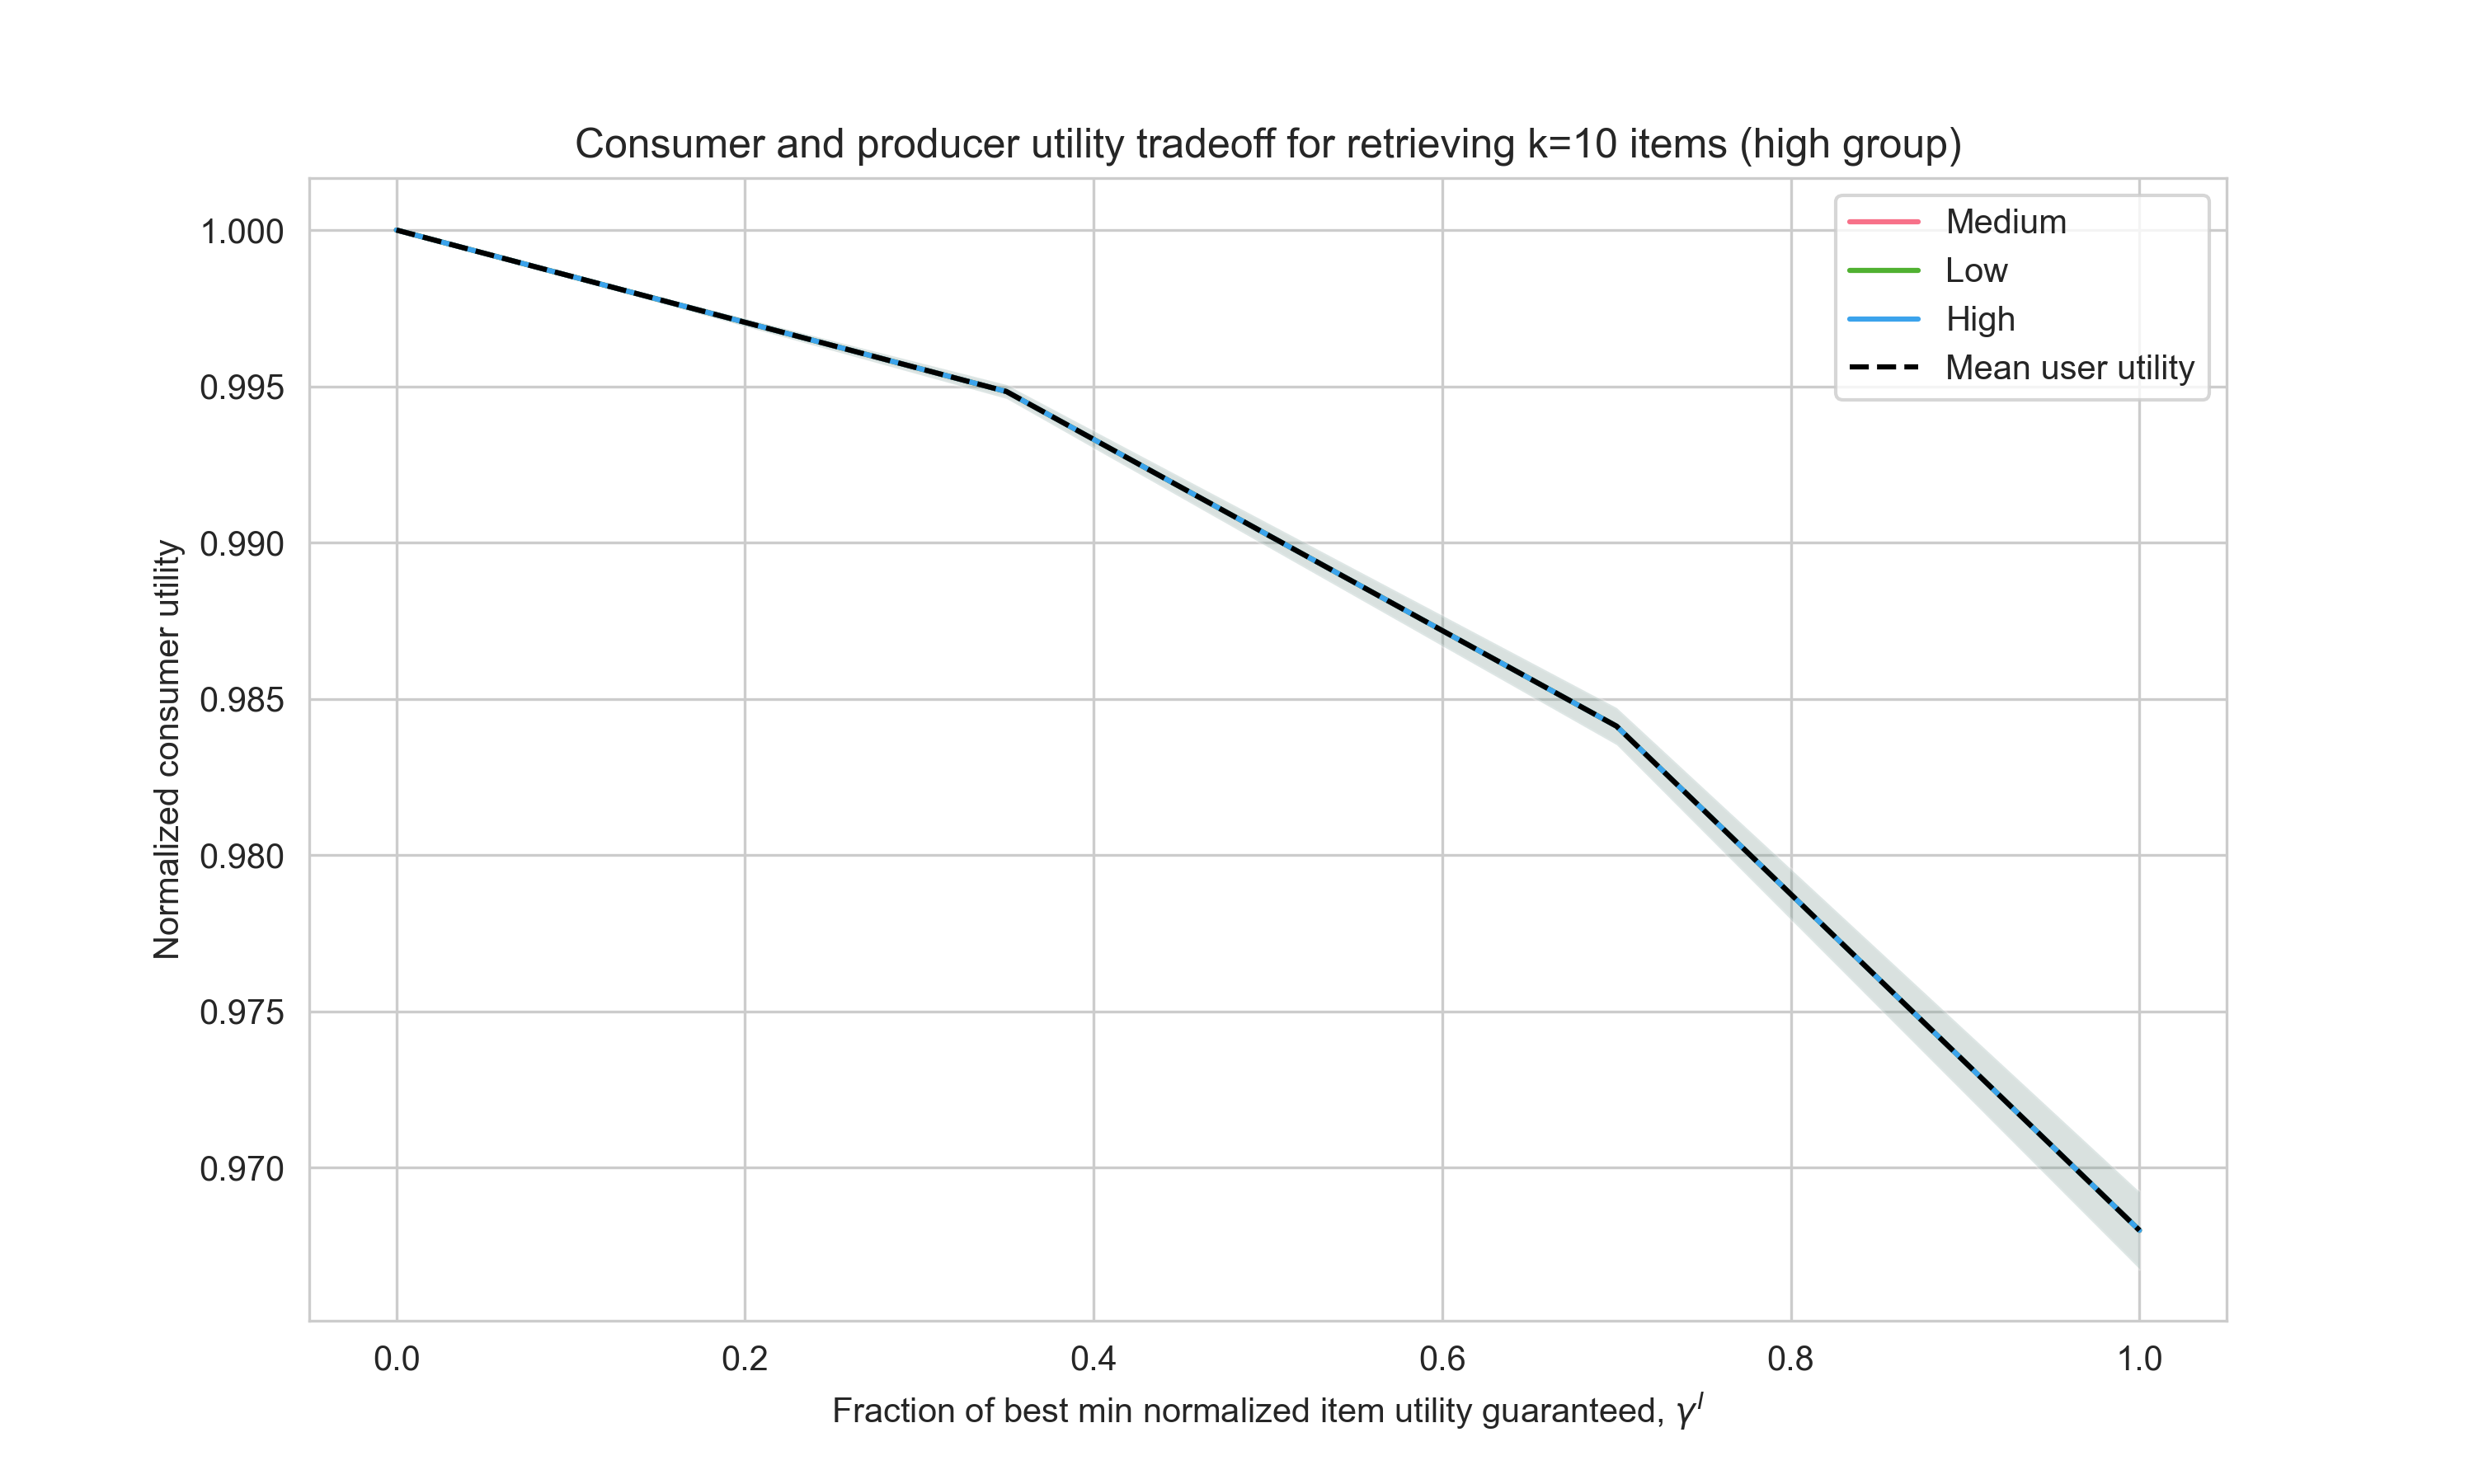 Consumer and producer utility tradeoff for retrieving k=10 items (high group)
Medium
Low
High
Mean user utility
Normalized consumer utility
1.000
0.995
0.990
0.985
0.980
0.975
0.970
0.0 0.2 0.4 0.6 0.8 1.0
Fraction of best min normalized item utility guaranteed, γ^I